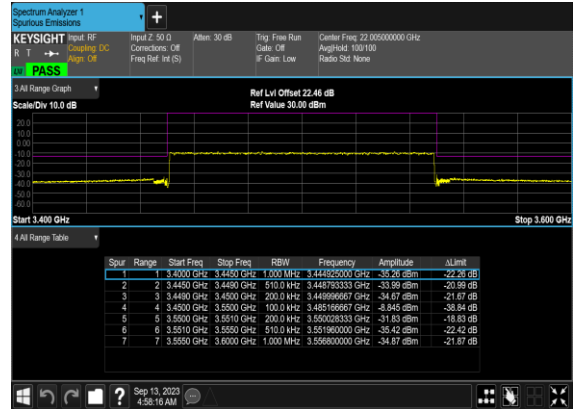 Spectrum Analyzer 1
Spurious Emissions
KEYSIGHT Input: RF Input Z: 50 Ω Atten: 30 dB Trig: Free Run Center Freq: 22.005000000 GHz
R T Coupling: DC Corrections: Off Gate: Off Avg|Hold: 100/100
Align: Off Freq Ref: Int (S) IF Gain: Low Radio Std: None
PASS
3 All Range Graph
Ref Lvl Offset 22.46 dB
Scale/Div 10.0 dB Ref Value 30.00 dBm
20.0
10.0
0.00
-10.0
-20.0
-30.0
-40.0
-50.0
-60.0
Start 3.400 GHz Stop 3.600 GHz
4 All Range Table
Spur Range Start Freq Stop Freq RBW Frequency Amplitude ΔLimit
1 1 3.4000 GHz 3.4450 GHz 1.000 MHz 3.444925000 GHz -35.26 dBm -22.26 dB
2 2 3.4450 GHz 3.4490 GHz 510.0 kHz 3.448793333 GHz -33.99 dBm -20.99 dB
3 3 3.4490 GHz 3.4500 GHz 200.0 kHz 3.449996667 GHz -34.67 dBm -21.67 dB
4 4 3.4500 GHz 3.5500 GHz 100.0 kHz 3.485166667 GHz -8.845 dBm -38.84 dB
5 5 3.5500 GHz 3.5510 GHz 200.0 kHz 3.550028333 GHz -31.83 dBm -18.83 dB
6 6 3.5510 GHz 3.5550 GHz 510.0 kHz 3.551960000 GHz -35.42 dBm -22.42 dB
7 7 3.5550 GHz 3.6000 GHz 1.000 MHz 3.556800000 GHz -34.87 dBm -21.87 dB
? Sep 13, 2023
4:58:16 AM